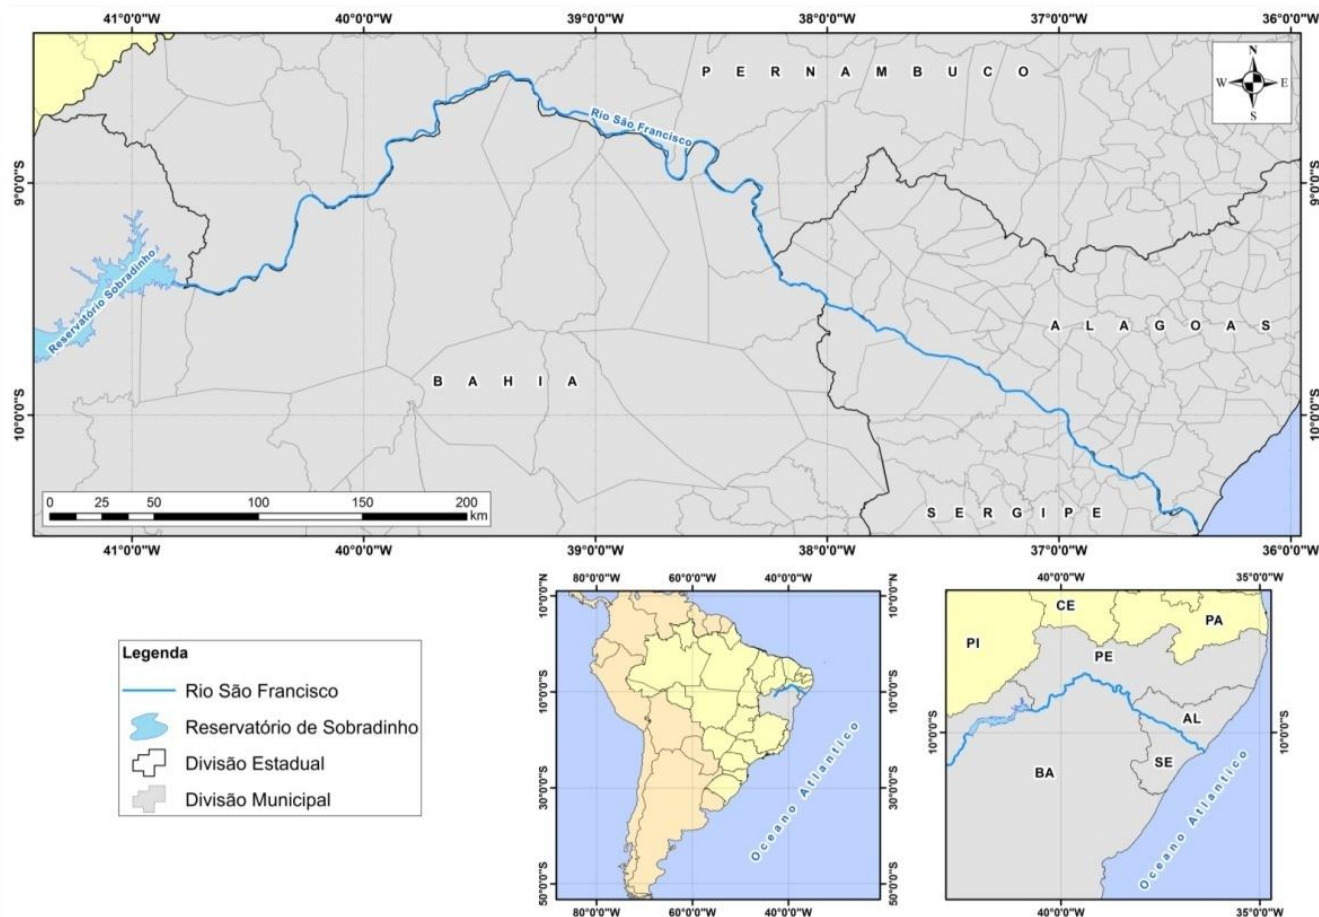 41°0'0"W 40°0'0"W 39°0'0"W 38°0'0"W 37°0'0"W 36°0'0"W
N
W E
S
P E R N A M B U C O
Rio São Francisco
9°0'0"S 9°0'0"S
Reservatório Sobradinho
A L A G O A S
B A H I A
10°0'0"S 10°0'0"S
0 25 50 100 150 200
km
S E R G I P E
41°0'0"W 40°0'0"W 39°0'0"W 38°0'0"W 37°0'0"W 36°0'0"W
Legenda
Rio São Francisco
Reservatório de Sobradinho
Divisão Estadual
Divisão Municipal
80°0'0"W 60°0'0"W 40°0'0"W
10°0'0"N 10°0'0"N
10°0'0"S 10°0'0"S
30°0'0"S 30°0'0"S
50°0'0"S 50°0'0"S
Oceano Atlantico
80°0'0"W 60°0'0"W 40°0'0"W
40°0'0"W 35°0'0"W
CE
PA
PI
PE
AL
10°0'0"S 10°0'0"S
SE
BA
Oceano Atlantico
40°0'0"W 35°0'0"W